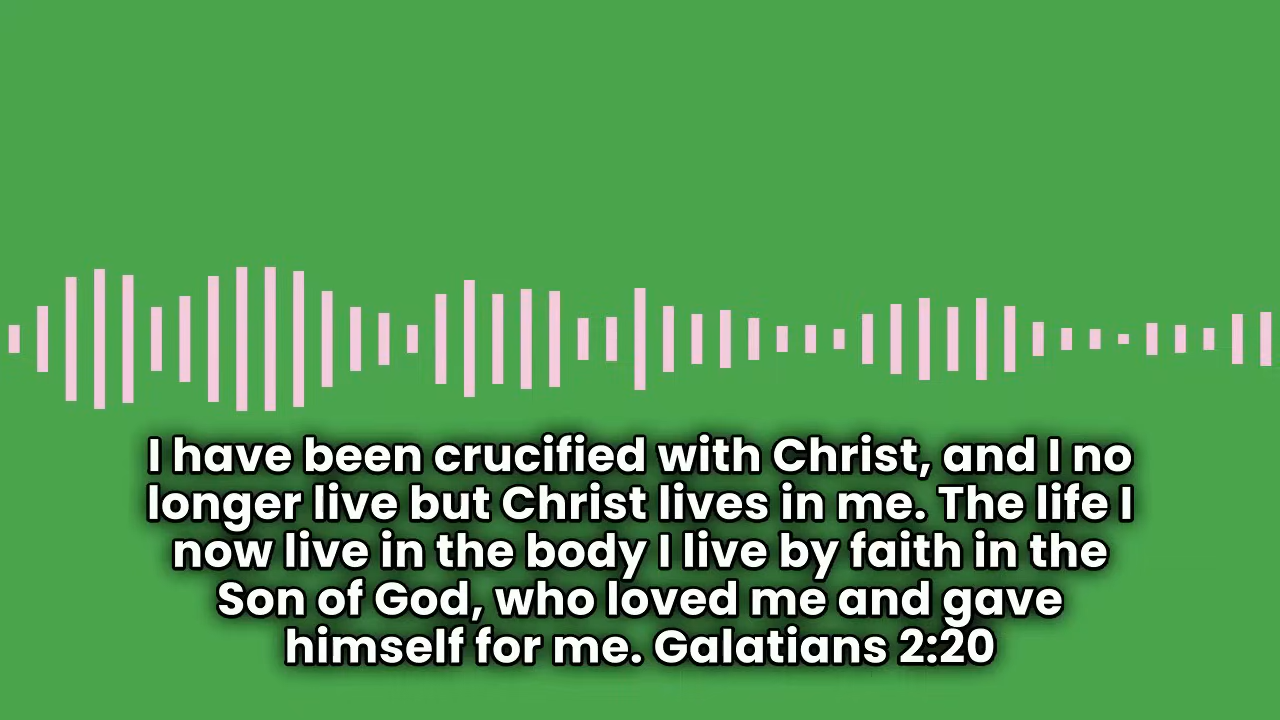 I have been crucified with Christ, and I no
longer live but Christ lives in me. The life I
now live in the body I live by faith in the
Son of God, who loved me and gave
himself for me. Galatians 2:20